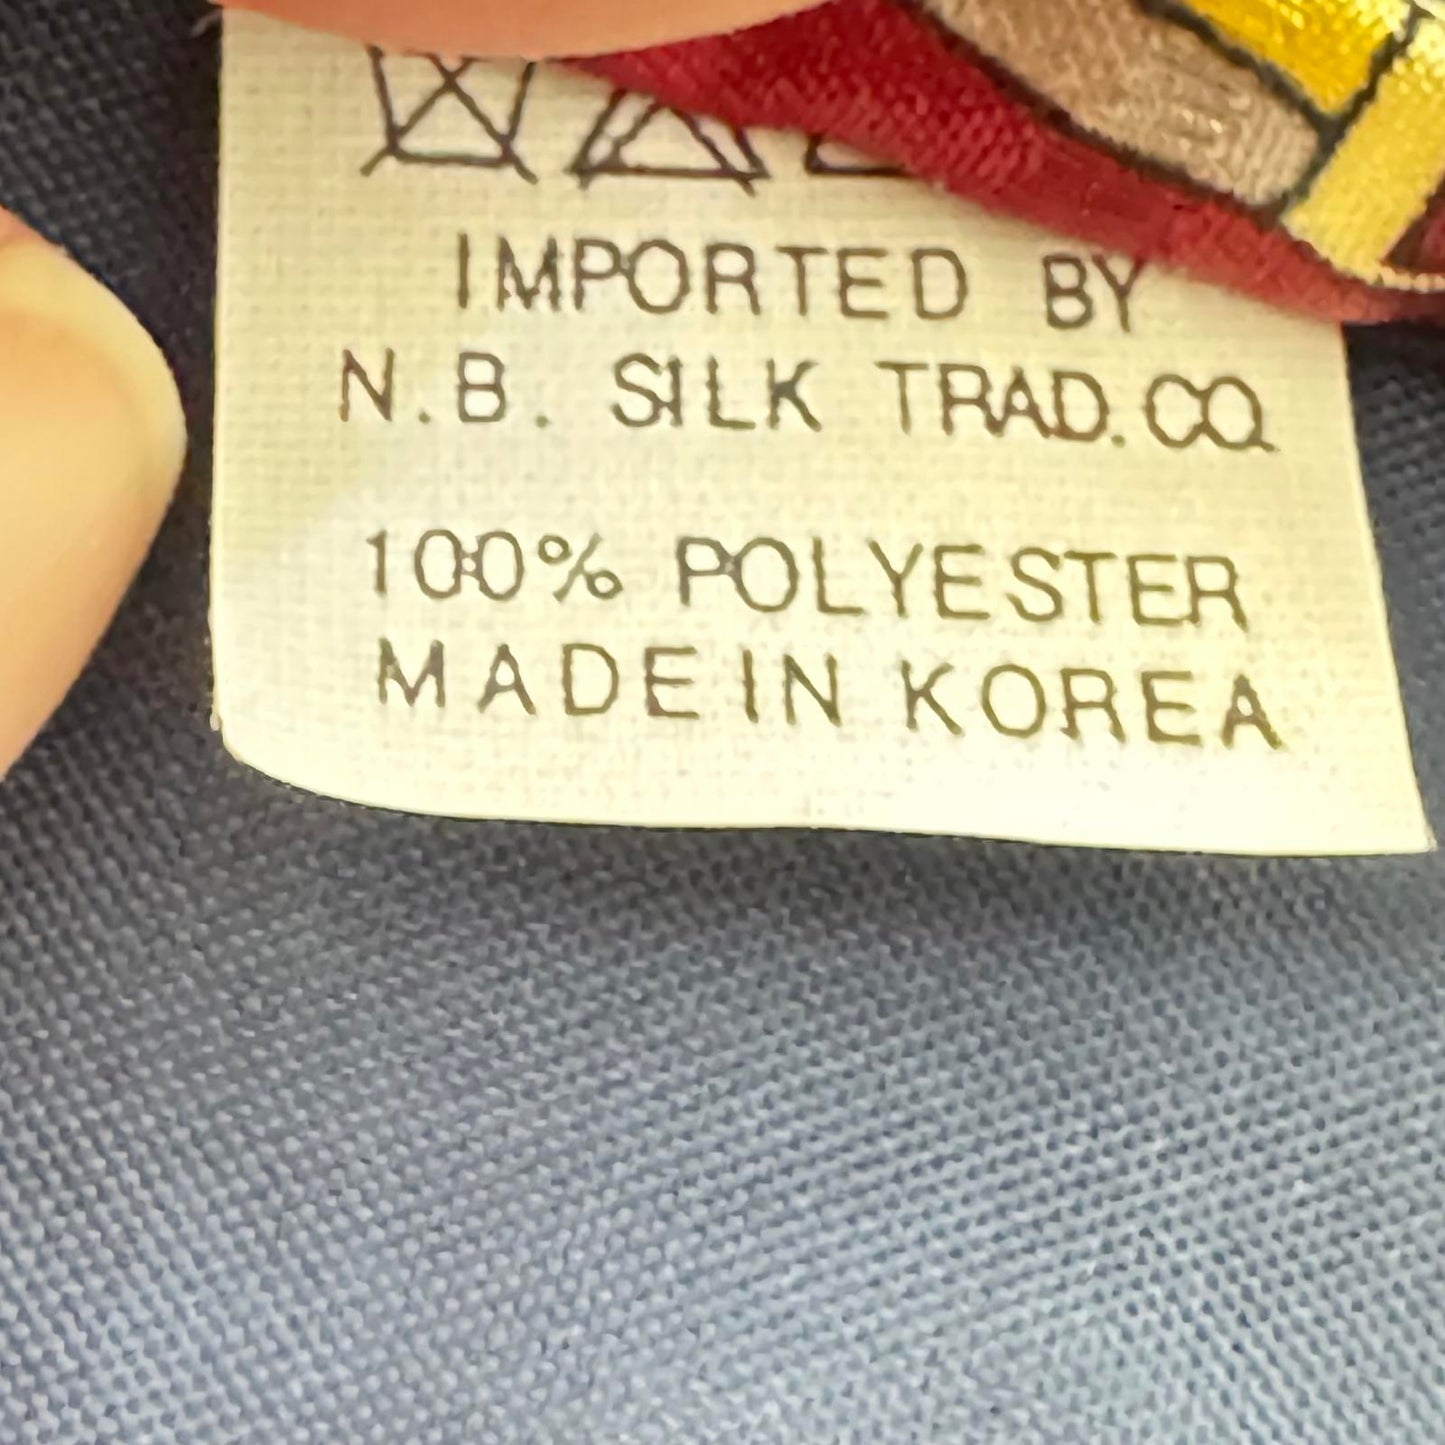 IMPORTED BY
N.B. SILK TRAD.CO.
100% POLYESTER
MADE IN KOREA